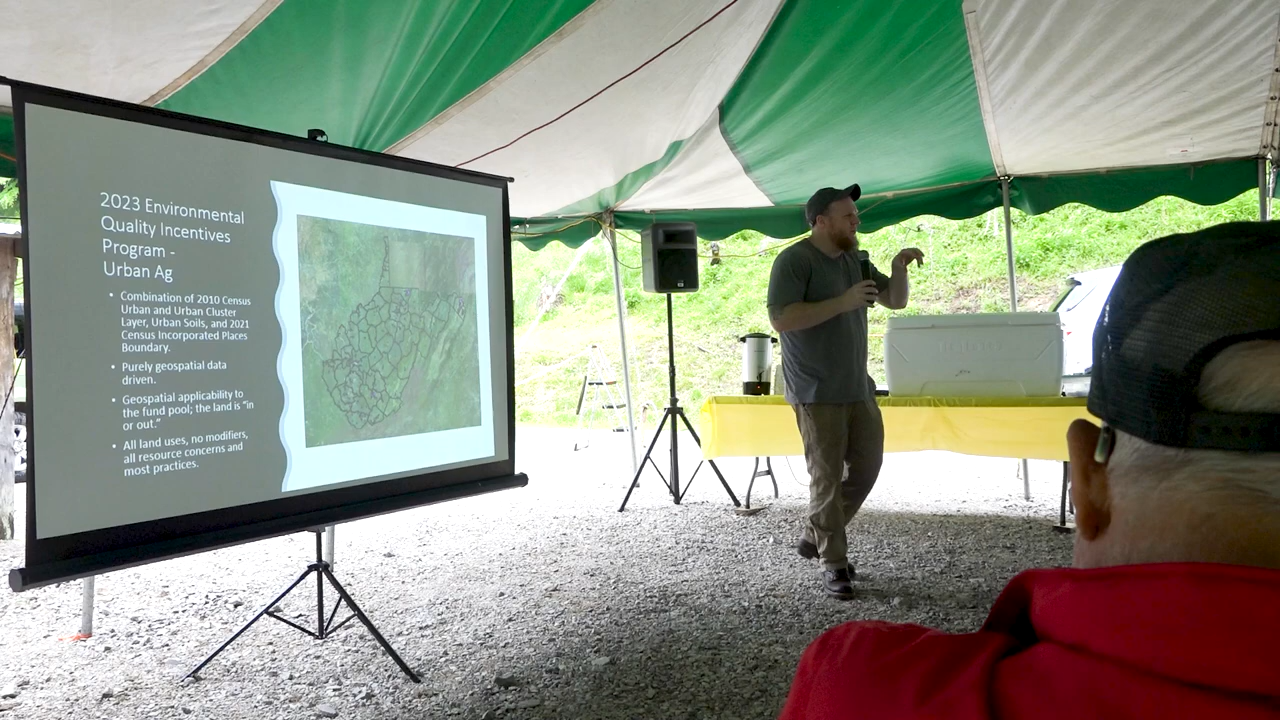 2023 Environmental
Quality Incentives
Program -
Urban Ag
• Combination of 2010 Census
Urban and Urban Cluster
Layer, Urban Soils, and 2021
Census Incorporated Places
Boundary.
• Purely geospatial data
driven.
• Geospatial applicability to
the fund pool; the land is "in
or out."
• All land uses, no modifiers,
all resource concerns and
most practices.